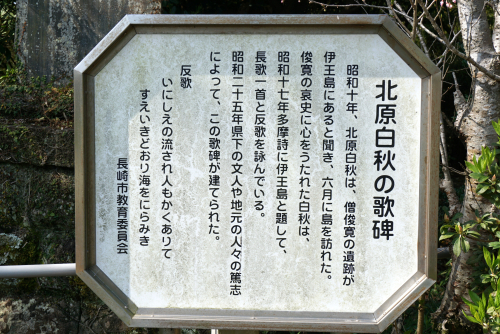 北原白秋の歌碑
昭和十年、北原白秋は、僧俊寛の遺跡が
伊王島にあると聞き、六月に島を訪れた。
俊寛の哀史に心をうたれた白秋は、
昭和十七年多摩詩に伊王島と題して、
長歌一首と反歌を詠んでいる。
昭和二十五年県下の文人や地元の人々の篤志
によって、この歌碑が建てられた。
反歌
いにしえの流され人もかくありて
すえいきどおり海をにらみき
長崎市教育委員会